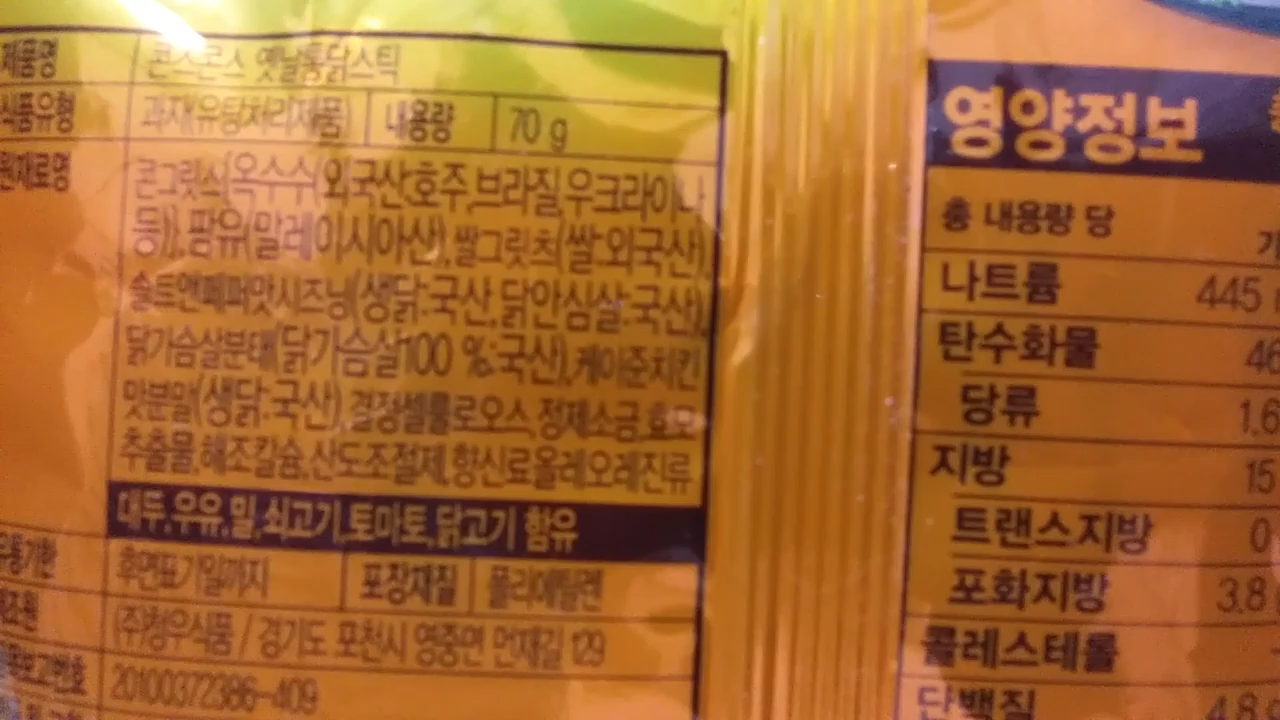 제품명 콘스콘스 옛날통닭스틱
식품유형 과자(유탕처리제품) 내용량 70 g
원재료명 콘그릿츠(옥수수(외국산:호주,브라질,우크라이나
등)), 팜유(말레이시아산), 쌀그릿츠(쌀:외국산),
솔트앤페퍼맛시즈닝(생닭:국산,닭안심살:국산),
닭가슴살분태(닭가슴살100 %:국산), 케이준치킨
맛분말(생닭:국산), 결정셀룰로오스, 정제소금, 효모
추출물, 해조칼슘, 산도조절제, 향신료올레오레진류
대두, 우유, 밀, 쇠고기, 토마토, 닭고기 함유
유통기한 후면표기일까지 포장재질 폴리에틸렌
제조원 (주)청우식품 / 경기도 포천시 영중면 먼재길 129
20100372386-409
영양정보
총 내용량 당
나트륨 445
탄수화물 46
당류 1.6
지방 15
트랜스지방 0
포화지방 3.8
콜레스테롤
단백질 4.8